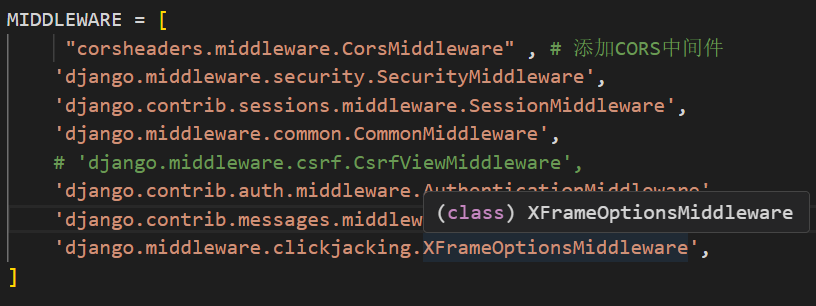 MIDDLEWARE = [
"corsheaders.middleware.CorsMiddleware" , # 添加CORS中间件
'django.middleware.security.SecurityMiddleware',
'django.contrib.sessions.middleware.SessionMiddleware',
'django.middleware.common.CommonMiddleware',
# 'django.middleware.csrf.CsrfViewMiddleware',
'django.contrib.auth.middleware.AuthenticationMiddleware'
'django.contrib.messages.middlew
(class) XFrameOptionsMiddleware
'django.middleware.clickjacking.XFrameOptionsMiddleware',
]